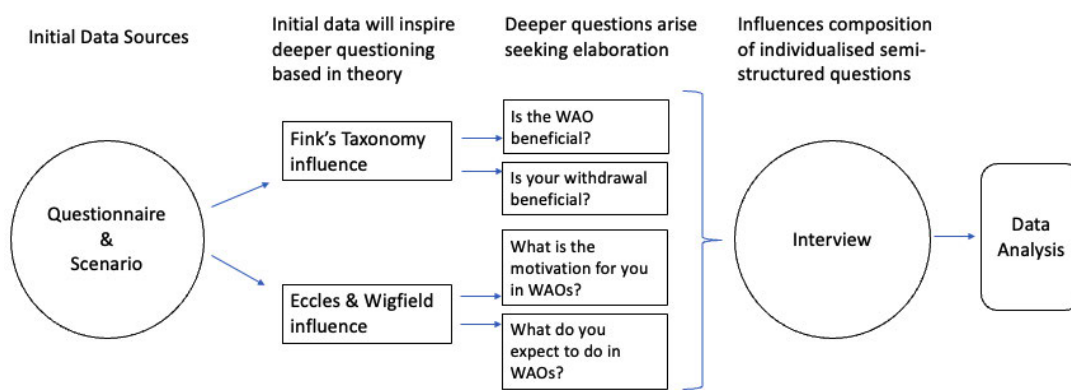 Initial Data Sources
Initial data will inspire
deeper questioning
based in theory
Deeper questions arise
seeking elaboration
Influences composition
of individualised semi-
structured questions
Questionnaire
&
Scenario
Fink's Taxonomy
influence
Eccles & Wigfield
influence
Is the WAO
beneficial?
Is your withdrawal
beneficial?
What is the
motivation for you
in WAOs?
What do you
expect to do in
WAOs?
Interview
Data
Analysis